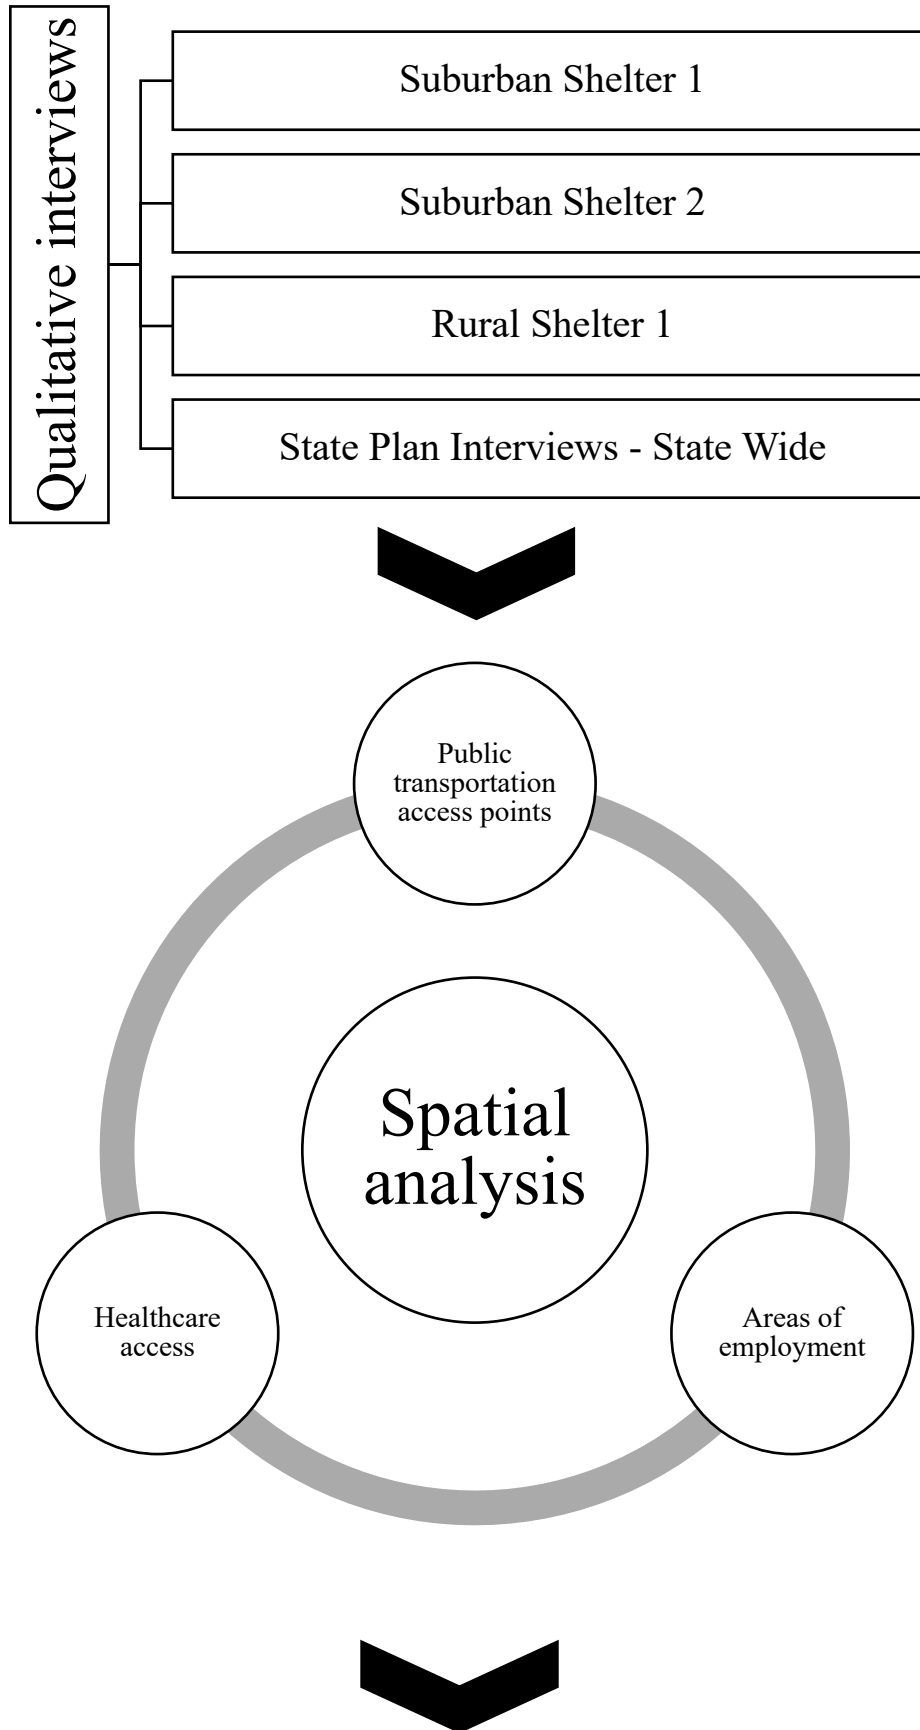 Qualitative interviews
Suburban Shelter 1
Suburban Shelter 2
Rural Shelter 1
State Plan Interviews - State Wide
Public
transportation
access points
Spatial
analysis
Healthcare
access
Areas of
employment